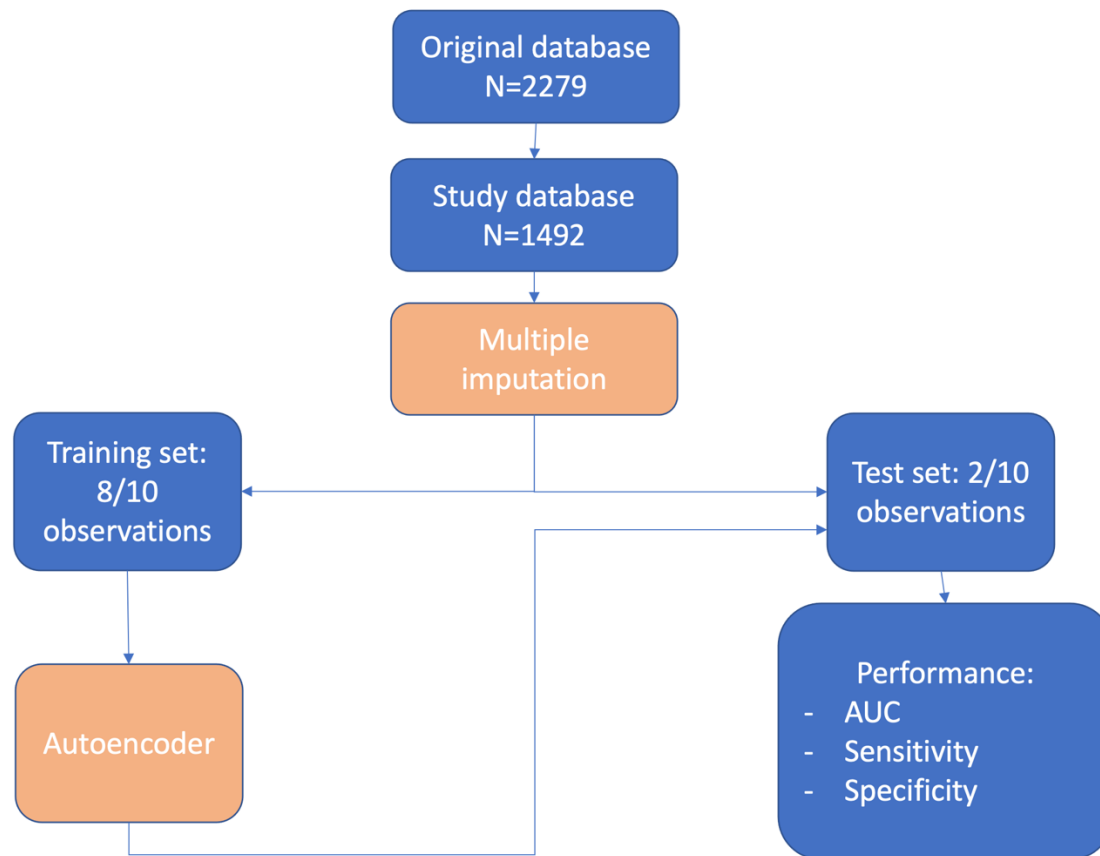 Original database
N=2279
Study database
N=1492
Multiple
imputation
Training set:
8/10
observations
Test set: 2/10
observations
Autoencoder
Performance:
- AUC
- Sensitivity
- Specificity